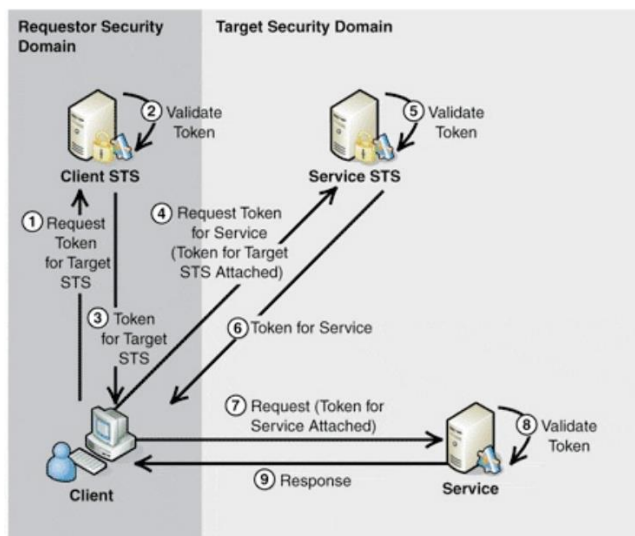 Requestor Security
Domain
Target Security Domain
2 Validate
Token
Client STS
5 Validate
Token
Service STS
1 Request
Token
for Target
STS
4 Request Token
for Service
(Token for Target
STS Attached)
3 Token
for Target
STS
6 Token for Service
7 Request (Token for
Service Attached)
8 Validate
Token
9 Response
Client
Service